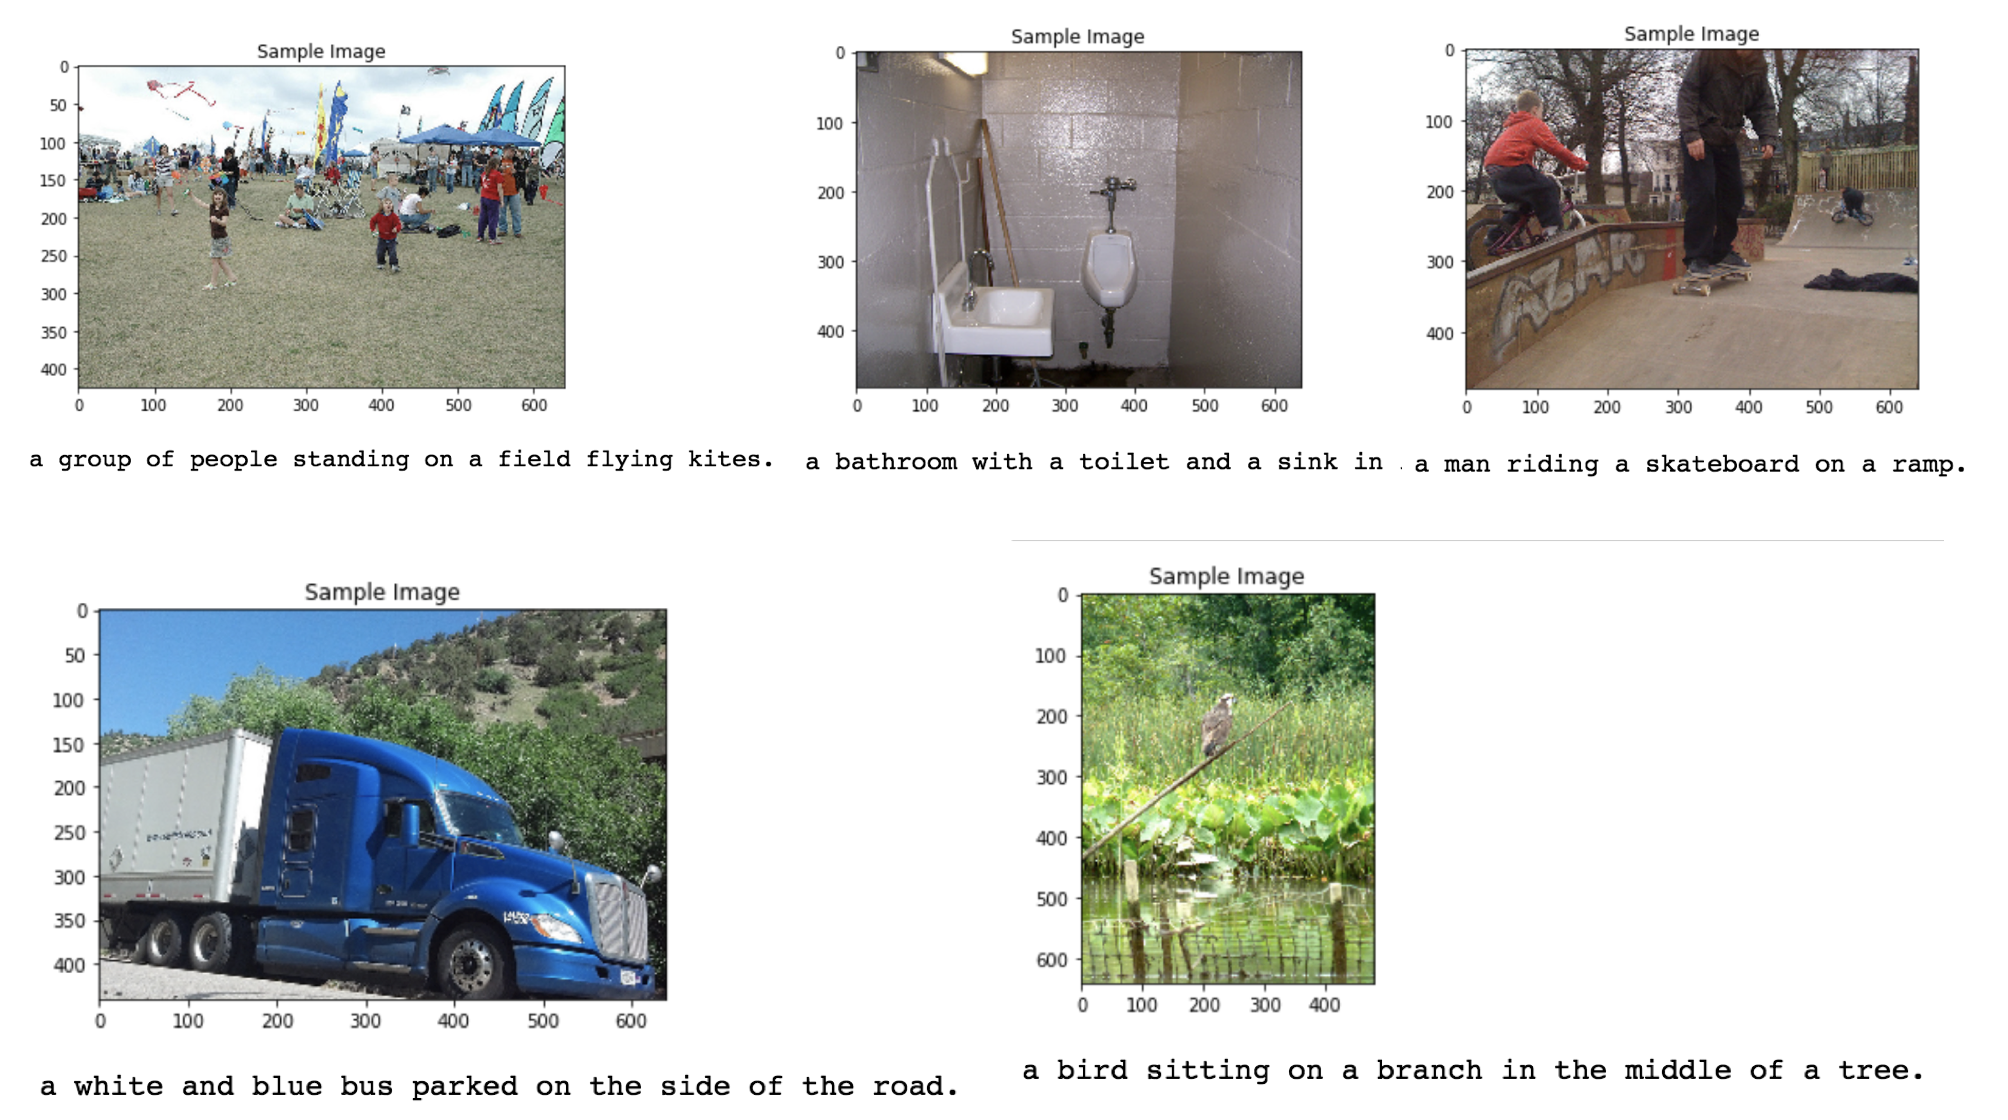 Sample Image
0
50
100
150
200
250
300
350
400
0 100 200 300 400 500 600
a group of people standing on a field flying kites.
Sample Image
0
100
200
300
400
0 100 200 300 400 500 600
a bathroom with a toilet and a sink in .
Sample Image
0
100
200
300
400
0 100 200 300 400 500 600
a man riding a skateboard on a ramp.
Sample Image
0
50
100
150
200
250
300
350
400
0 100 200 300 400 500 600
a white and blue bus parked on the side of the road.
Sample Image
0
100
200
300
400
500
600
0 100 200 300 400
a bird sitting on a branch in the middle of a tree.